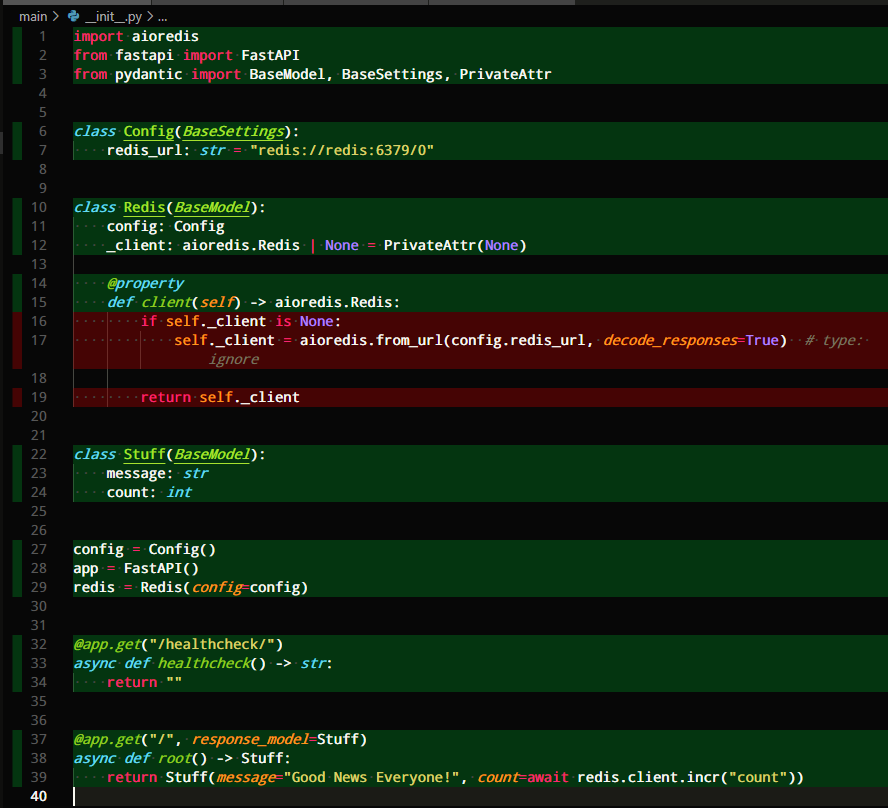 main > __init__.py > ...
1 import aioredis
2 from fastapi import FastAPI
3 from pydantic import BaseModel, BaseSettings, PrivateAttr
4
5
6 class Config(BaseSettings):
7     redis_url: str = "redis://redis:6379/0"
8
9
10 class Redis(BaseModel):
11     config: Config
12     _client: aioredis.Redis | None = PrivateAttr(None)
13
14     @property
15     def client(self) -> aioredis.Redis:
16         if self._client is None:
17             self._client = aioredis.from_url(config.redis_url, decode_responses=True)  # type:
ignore
18
19         return self._client
20
21
22 class Stuff(BaseModel):
23     message: str
24     count: int
25
26
27 config = Config()
28 app = FastAPI()
29 redis = Redis(config=config)
30
31
32 @app.get("/healthcheck/")
33 async def healthcheck() -> str:
34     return ""
35
36
37 @app.get("/", response_model=Stuff)
38 async def root() -> Stuff:
39     return Stuff(message="Good News Everyone!", count=await redis.client.incr("count"))
40